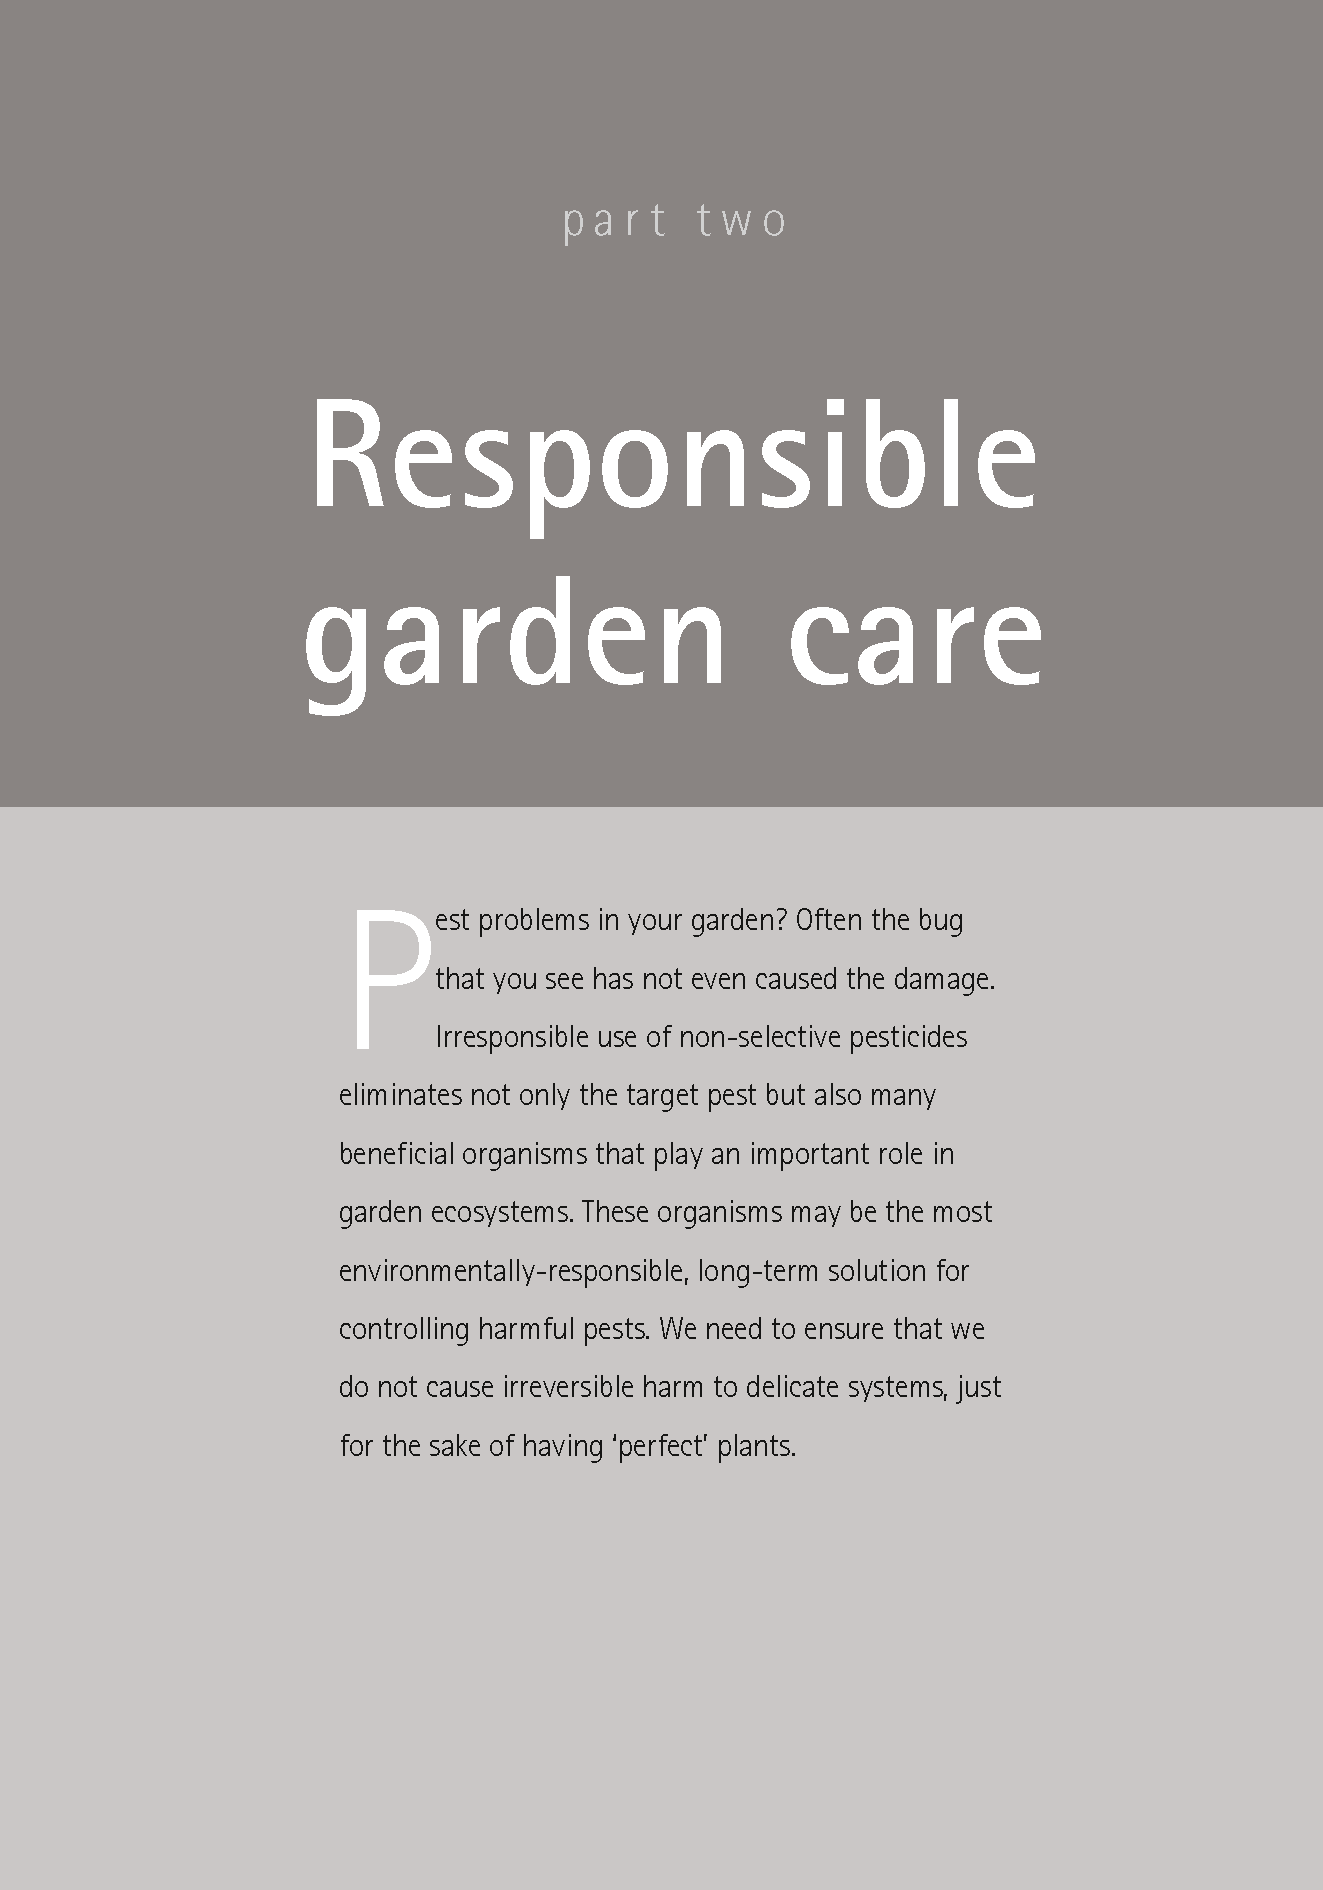 part two
Responsible
garden care
Pest problems in your garden? Often the bug
that you see has not even caused the damage.
Irresponsible use of non-selective pesticides
eliminates not only the target pest but also many
beneficial organisms that play an important role in
garden ecosystems. These organisms may be the most
environmentally-responsible, long-term solution for
controlling harmful pests. We need to ensure that we
do not cause irreversible harm to delicate systems, just
for the sake of having ‘perfect’ plants.